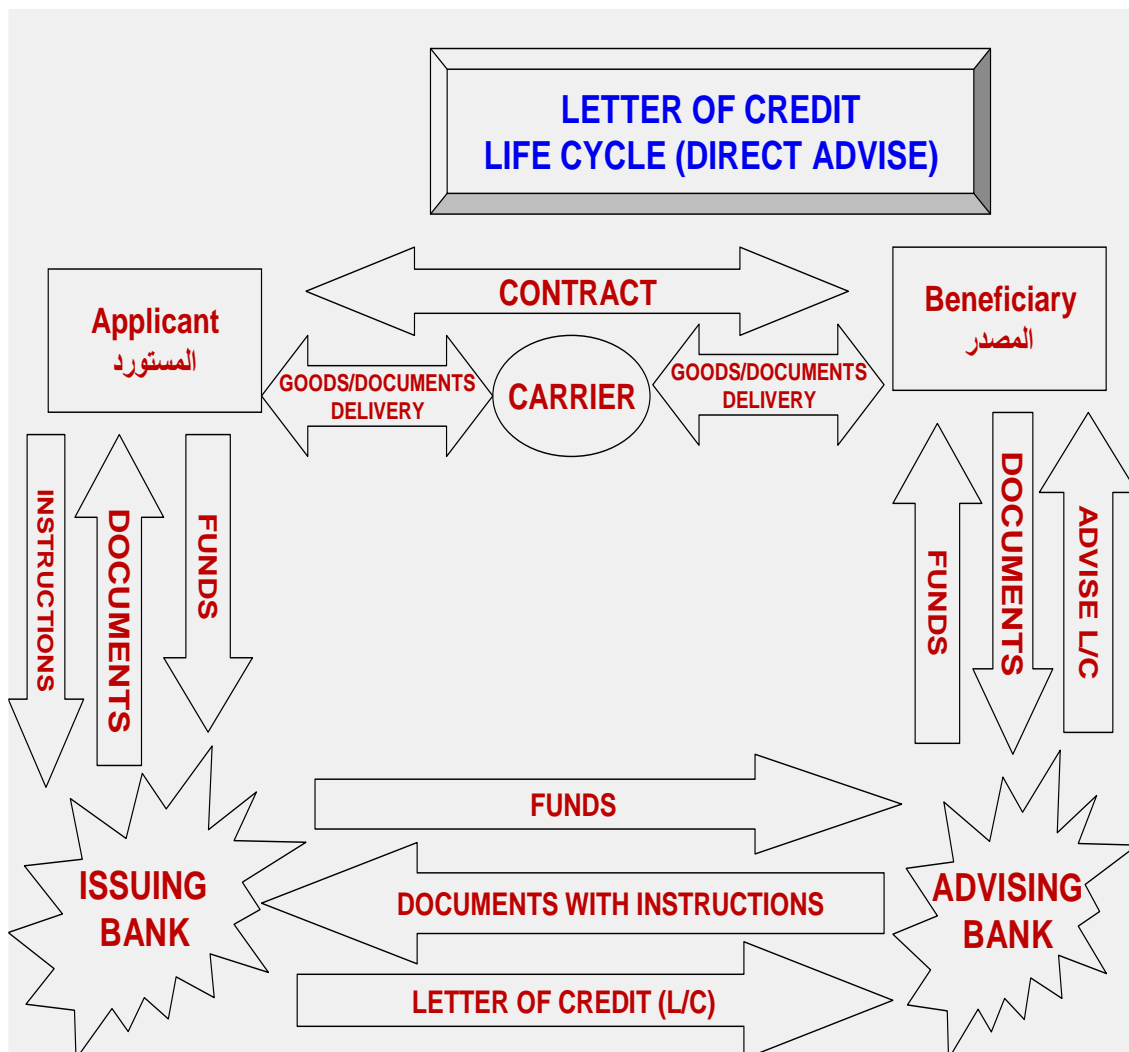 LETTER OF CREDIT
LIFE CYCLE (DIRECT ADVISE)
Applicant
المستورد
CONTRACT
Beneficiary
المصدر
GOODS/DOCUMENTS
DELIVERY
CARRIER
GOODS/DOCUMENTS
DELIVERY
INSTRUCTIONS
DOCUMENTS
FUNDS
FUNDS
DOCUMENTS
ADVISE L/C
FUNDS
ISSUING
BANK
DOCUMENTS WITH INSTRUCTIONS
ADVISING
BANK
LETTER OF CREDIT (L/C)